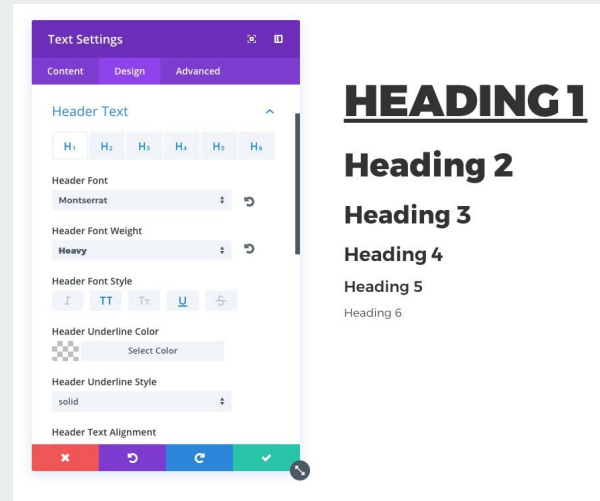 Text Settings
Content Design Advanced
Header Text
H1 H2 H3 H4 H5 H6
Header Font
Montserrat
Header Font Weight
Heavy
Header Font Style
I TT Tт U S
Header Underline Color
Select Color
Header Underline Style
solid
Header Text Alignment
HEADING 1
Heading 2
Heading 3
Heading 4
Heading 5
Heading 6